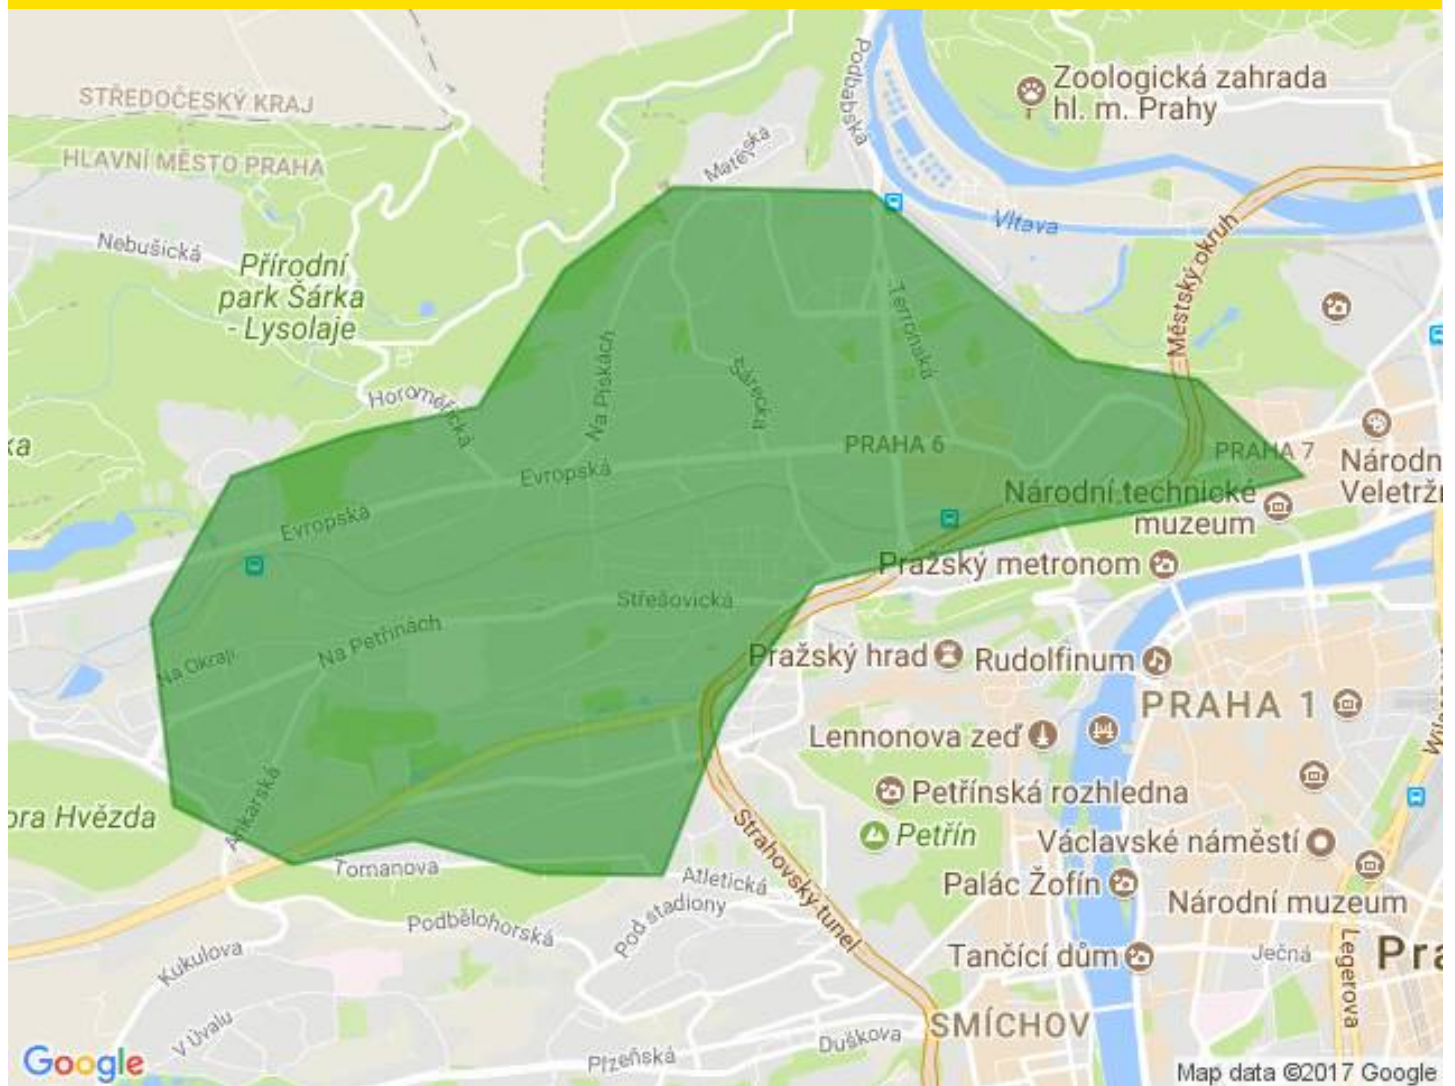 Podbabská
Zoologická zahrada
hl. m. Prahy
STŘEDOČESKÝ KRAJ
HLAVNÍ MĚSTO PRAHA
Matějská
Vltava
Nebušická
Přírodní
park Šárka
- Lysolaje
Městský okruh
Terronská
Na Pískách
Šárecká
Horoměřická
ka
PRAHA 6
PRAHA 7
Národn
Veletržn
Evropská
Národní technické
muzeum
Evropská
Pražský metronom
Střešovická
Na Petřinách
Na Okraji
Pražský hrad
Rudolfinum
PRAHA 1
Lennonova zeď
Petřínská rozhledna
Petřín
Ankarská
ora Hvězda
Strahovský tunel
Václavské náměstí
Tomanova
Atletická
Palác Žofín
Národní muzeum
Podbělohorská
Pod stadiony
Kukulova
Tančící dům
Ječná
Legerova
Pra
V Úvalu
SMÍCHOV
Duškova
Plzeňská
Google
Map data ©2017 Google